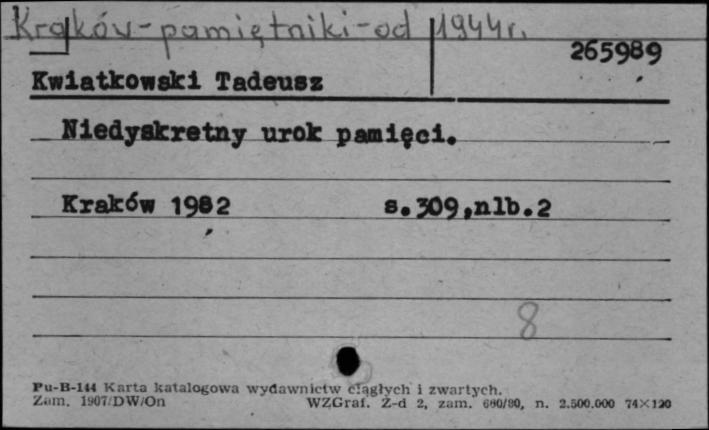 Kraków-pamiętniki-od 1944r.
265989
Kwiatkowski Tadeusz
Niedyskretny urok pamięci.
Kraków 1982 s.309,nlb.2
8
Pu-B-144 Karta katalogowa wydawnictw ciągłych i zwartych.
Zam. 1907/DW/On WZGraf. Z-d 2, zam. 680/80, n. 2.500.000 74×120